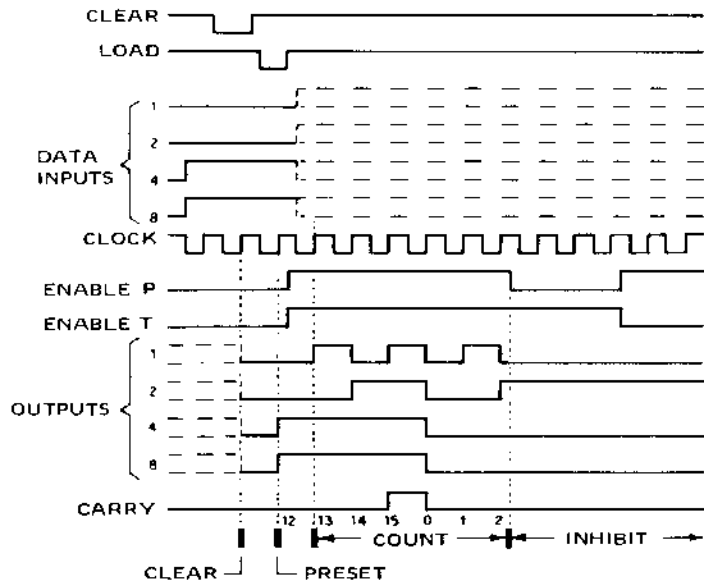 CLEAR
LOAD
DATA INPUTS
1
2
4
8
CLOCK
ENABLE P
ENABLE T
OUTPUTS
1
2
4
8
CARRY
12 13 14 15 0 1 2
COUNT INHIBIT
CLEAR PRESET